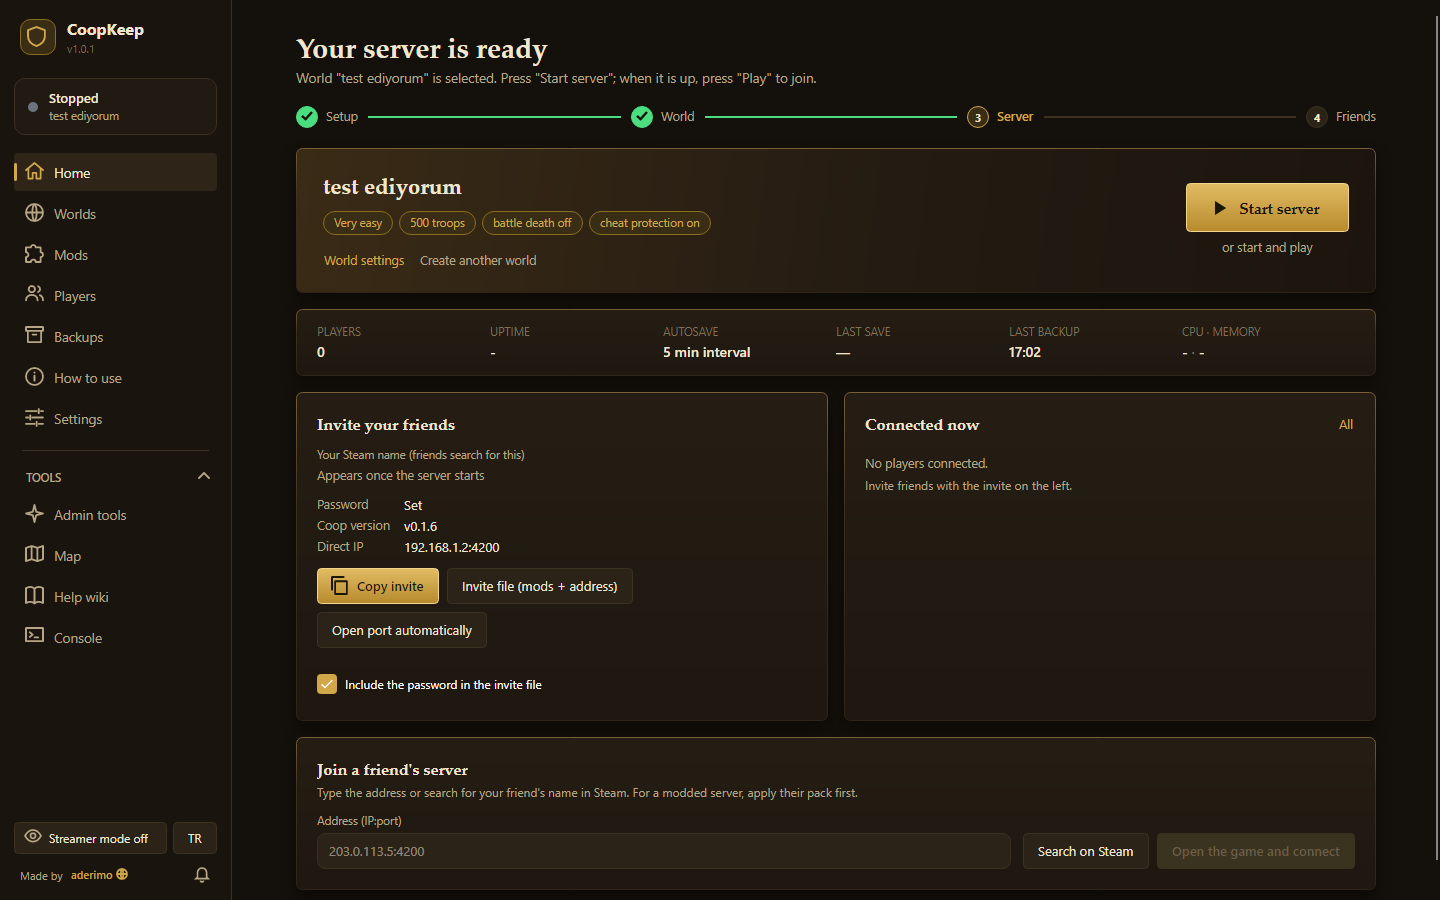 CoopKeep
v1.0.1
Stopped
test ediyorum
Home
Worlds
Mods
Players
Backups
How to use
Settings
TOOLS
Admin tools
Map
Help wiki
Console
Streamer mode off
TR
Made by aderimo
Your server is ready
World "test ediyorum" is selected. Press "Start server"; when it is up, press "Play" to join.
Setup
World
3 Server
4 Friends
test ediyorum
Very easy
500 troops
battle death off
cheat protection on
World settings
Create another world
Start server
or start and play
PLAYERS
0
UPTIME
-
AUTOSAVE
5 min interval
LAST SAVE
—
LAST BACKUP
17:02
CPU · MEMORY
- · -
Invite your friends
Your Steam name (friends search for this)
Appears once the server starts
Password Set
Coop version v0.1.6
Direct IP 192.168.1.2:4200
Copy invite
Invite file (mods + address)
Open port automatically
Include the password in the invite file
Connected now
All
No players connected.
Invite friends with the invite on the left.
Join a friend's server
Type the address or search for your friend's name in Steam. For a modded server, apply their pack first.
Address (IP:port)
203.0.113.5:4200
Search on Steam
Open the game and connect